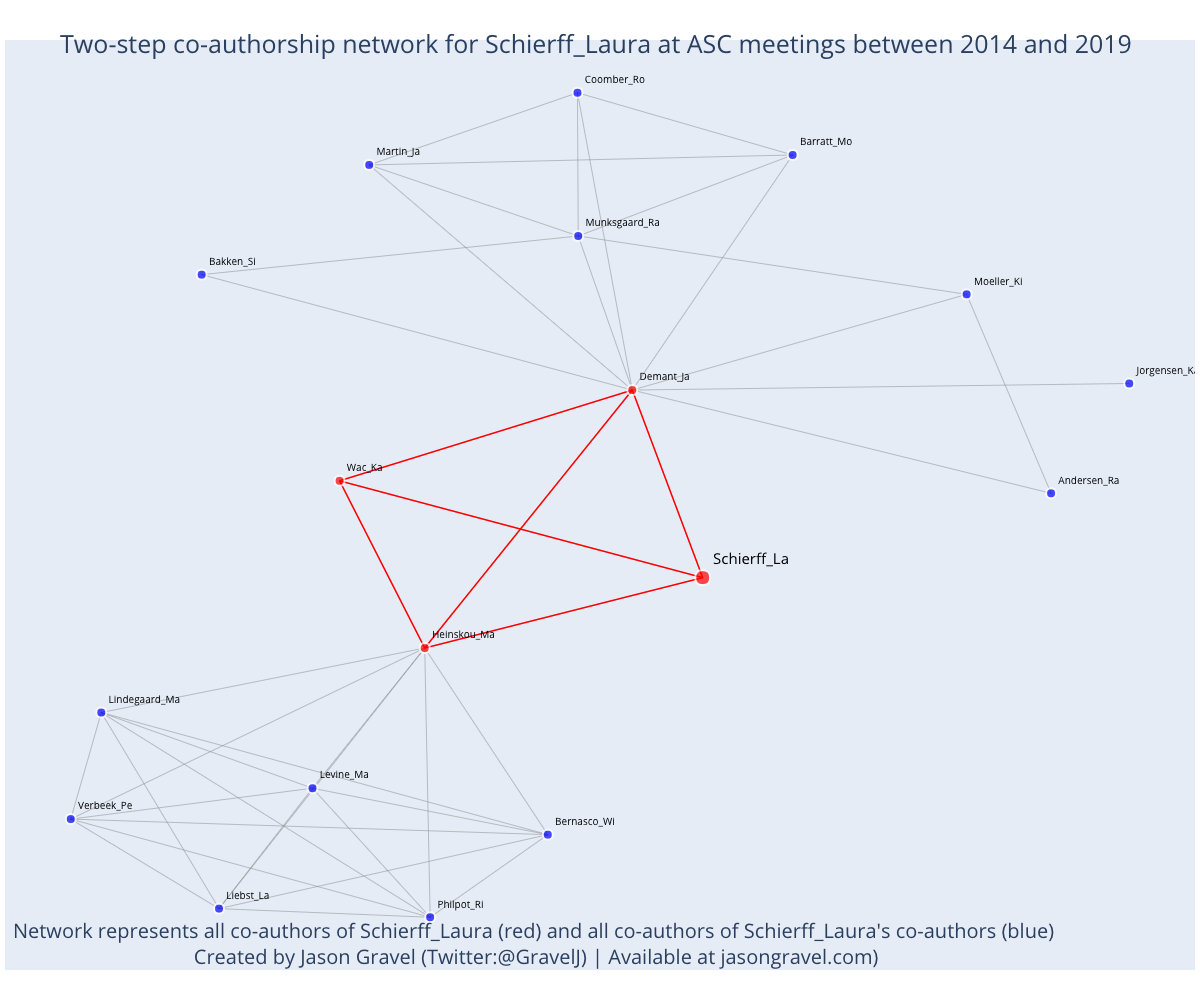 Two-step co-authorship network for Schierff_Laura at ASC meetings between 2014 and 2019
Coomber_Ro
Martin_Ja
Barratt_Mo
Munksgaard_Ra
Bakken_Si
Moeller_Ki
Demant_Ja
Jorgensen_Ka
Wac_Ka
Andersen_Ra
Schierff_La
Heinskou_Ma
Lindegaard_Ma
Levine_Ma
Verbeek_Pe
Bernasco_Wi
Liebst_La
Philpot_Ri
Network represents all co-authors of Schierff_Laura (red) and all co-authors of Schierff_Laura's co-authors (blue)
Created by Jason Gravel (Twitter:@GravelJ) | Available at jasongravel.com)